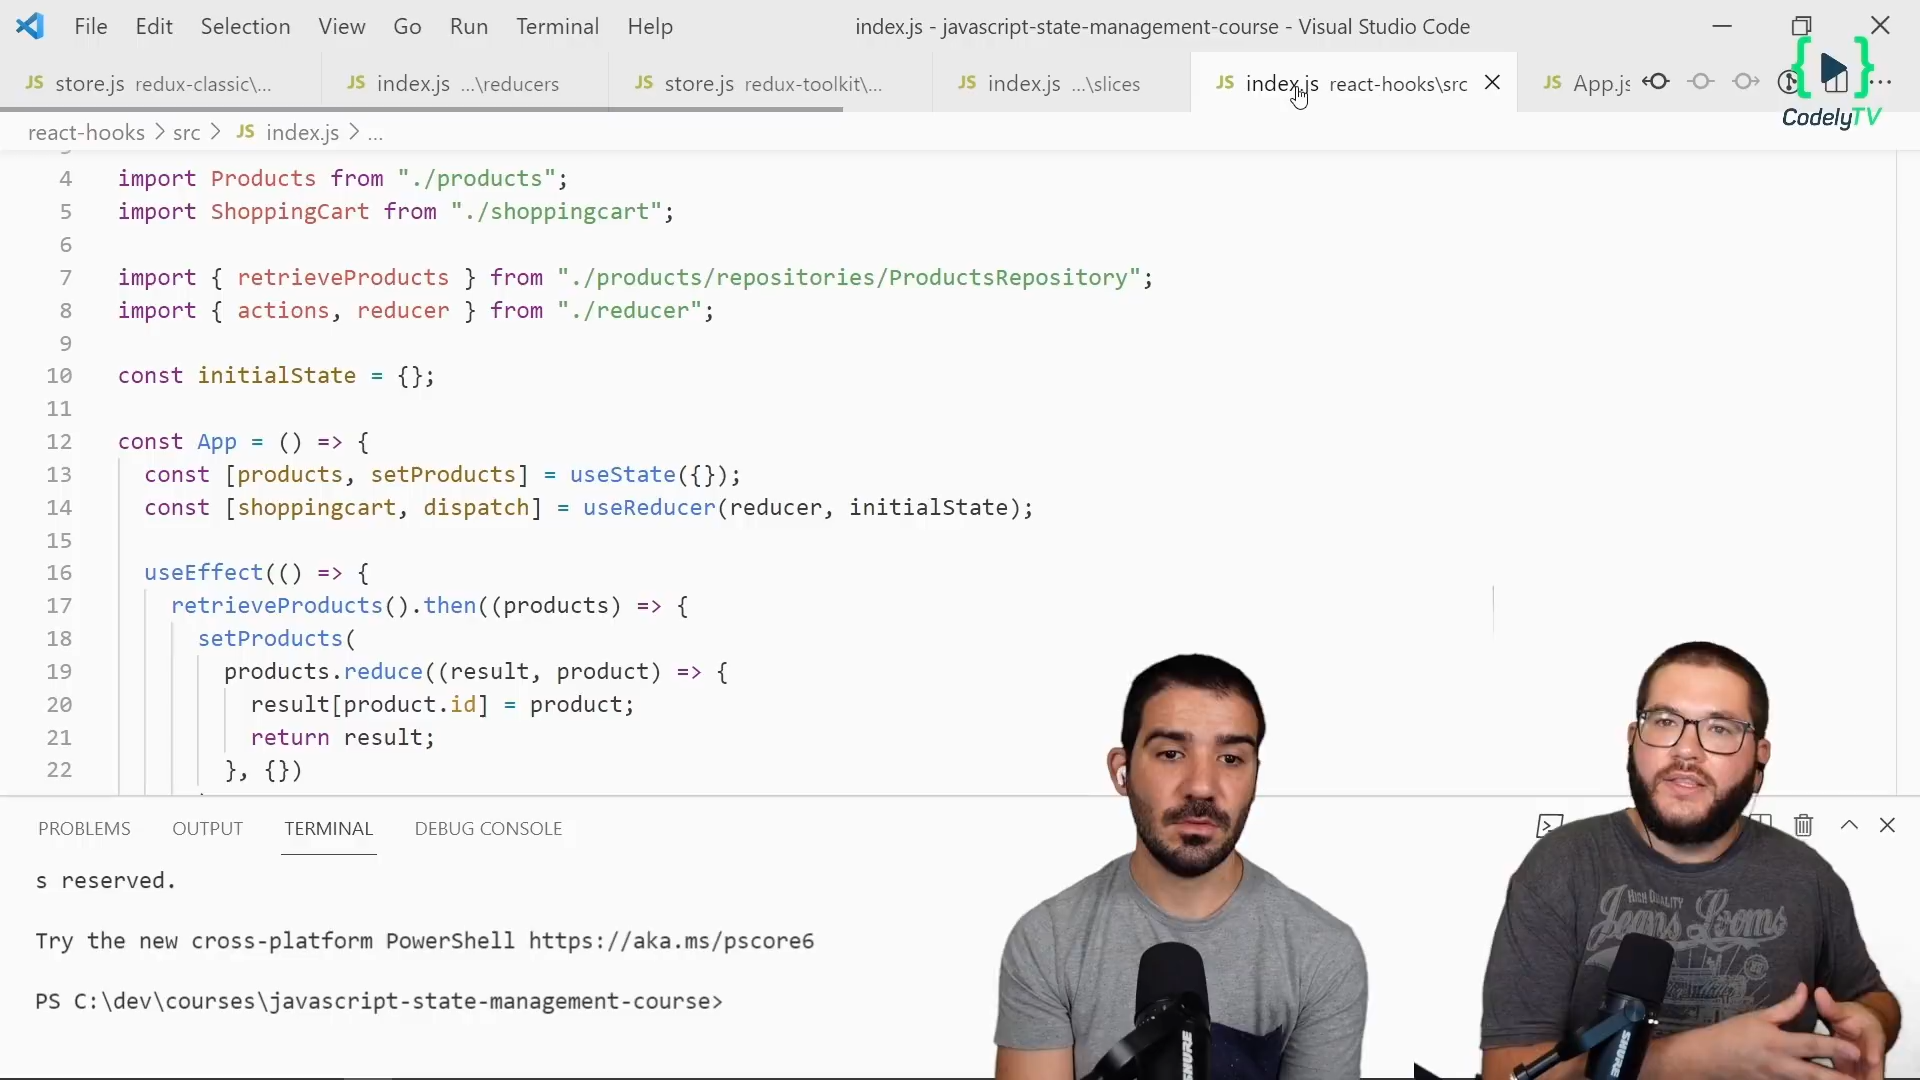 File Edit Selection View Go Run Terminal Help
index.js - javascript-state-management-course - Visual Studio Code
JS store.js redux-classic\...
JS index.js ...\reducers
JS store.js redux-toolkit\...
JS index.js ...\slices
JS index.js react-hooks\src
JS App.js
CodelyTV
react-hooks > src > JS index.js > ...
4 import Products from "./products";
5 import ShoppingCart from "./shoppingcart";
6
7 import { retrieveProducts } from "./products/repositories/ProductsRepository";
8 import { actions, reducer } from "./reducer";
9
10 const initialState = {};
11
12 const App = () => {
13 const [products, setProducts] = useState({});
14 const [shoppingcart, dispatch] = useReducer(reducer, initialState);
15
16 useEffect(() => {
17 retrieveProducts().then((products) => {
18 setProducts(
19 products.reduce((result, product) => {
20 result[product.id] = product;
21 return result;
22 }, {})
PROBLEMS OUTPUT TERMINAL DEBUG CONSOLE
s reserved.
Try the new cross-platform PowerShell https://aka.ms/pscore6
PS C:\dev\courses\javascript-state-management-course>
HIGH QUALITY
Jeans Looms
SHURE
SHURE